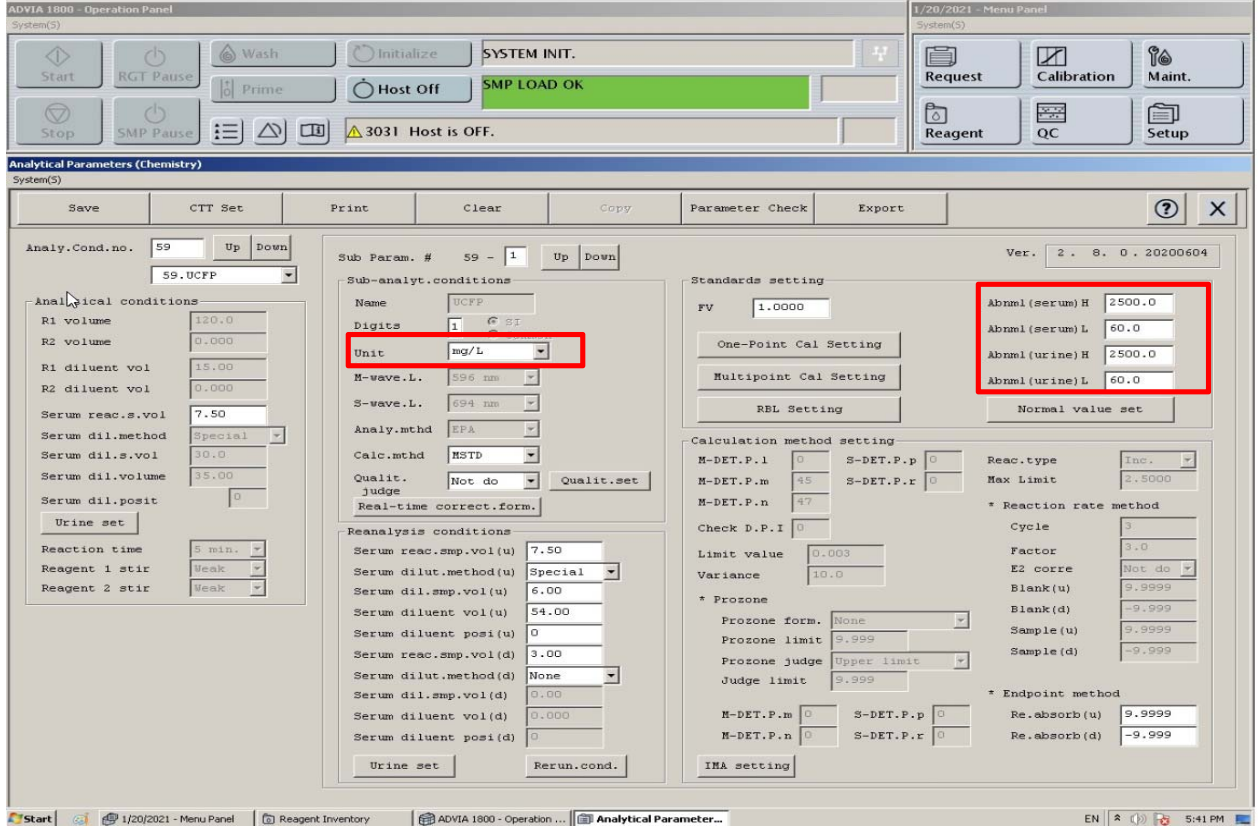 ADVIA 1800 - Operation Panel
System(S)
Start
RGT Pause
Wash
Initialize
SYSTEM INIT.
Prime
Host Off
SMP LOAD OK
Stop
SMP Pause
3031 Host is OFF.
1/20/2021 - Menu Panel
System(S)
Request
Calibration
Maint.
Reagent
QC
Setup
Analytical Parameters (Chemistry)
System(S)
Save
CTT Set
Print
Clear
Copy
Parameter Check
Export
Analy.Cond.no. 59 Up Down
59.UCFP
Analytical conditions
R1 volume 120.0
R2 volume 0.000
R1 diluent vol 15.00
R2 diluent vol 0.000
Serum reac.s.vol 7.50
Serum dil.method Special
Serum dil.s.vol 30.0
Serum dil.volume 35.00
Serum dil.posit 0
Urine set
Reaction time 5 min.
Reagent 1 stir Weak
Reagent 2 stir Weak
Sub Param. # 59 - 1 Up Down
Sub-analyt.conditions
Name UCFP
Digits 1 SI
Unit mg/L
M-wave.L. 596 nm
S-wave.L. 694 nm
Analy.mthd EPA
Calc.mthd MSTD
Qualit.
judge Not do Qualit.set
Real-time correct.form.
Reanalysis conditions
Serum reac.smp.vol(u) 7.50
Serum dilut.method(u) Special
Serum dil.smp.vol(u) 6.00
Serum diluent vol(u) 54.00
Serum diluent posi(u) 0
Serum reac.smp.vol(d) 3.00
Serum dilut.method(d) None
Serum dil.smp.vol(d) 0.00
Serum diluent vol(d) 0.000
Serum diluent posi(d) 0
Urine set Rerun.cond.
Ver. 2. 8. 0.20200604
Standards setting
FV 1.0000
One-Point Cal Setting
Multipoint Cal Setting
RBL Setting
Abnml(serum)H 2500.0
Abnml(serum)L 60.0
Abnml(urine)H 2500.0
Abnml(urine)L 60.0
Normal value set
Calculation method setting
M-DET.P.l 0 S-DET.P.p 0
M-DET.P.m 45 S-DET.P.r 0
M-DET.P.n 47
Check D.P.I 0
Limit value 0.003
Variance 10.0
* Prozone
Prozone form. None
Prozone limit 9.999
Prozone judge Upper limit
Judge limit 9.999
M-DET.P.m 0 S-DET.P.p 0
M-DET.P.n 0 S-DET.P.r 0
IMA setting
Reac.type Inc.
Max Limit 2.5000
* Reaction rate method
Cycle 3
Factor 3.0
E2 corre Not do
Blank(u) 9.9999
Blank(d) -9.999
Sample(u) 9.9999
Sample(d) -9.999
* Endpoint method
Re.absorb(u) 9.9999
Re.absorb(d) -9.999
Start
1/20/2021 - Menu Panel
Reagent Inventory
ADVIA 1800 - Operation ...
Analytical Parameter...
EN
5:41 PM